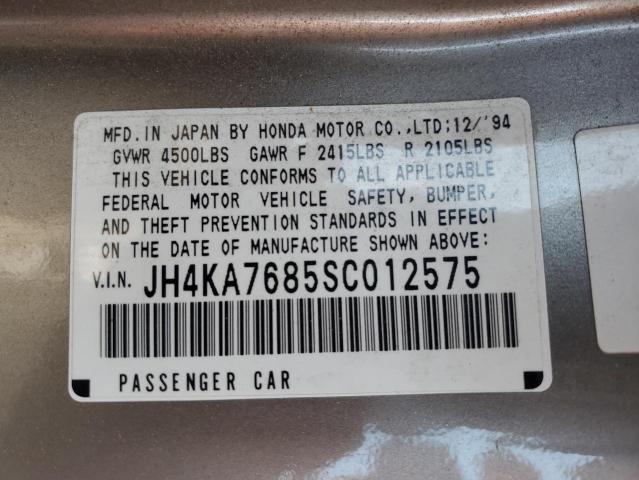 MFD.IN JAPAN BY HONDA MOTOR CO.,LTD;12/'94
GVWR 4500LBS GAWR F 2415LBS R 2105LBS
THIS VEHICLE CONFORMS TO ALL APPLICABLE
FEDERAL MOTOR VEHICLE SAFETY, BUMPER,
AND THEFT PREVENTION STANDARDS IN EFFECT
ON THE DATE OF MANUFACTURE SHOWN ABOVE:
V.I.N. JH4KA7685SC012575
PASSENGER CAR